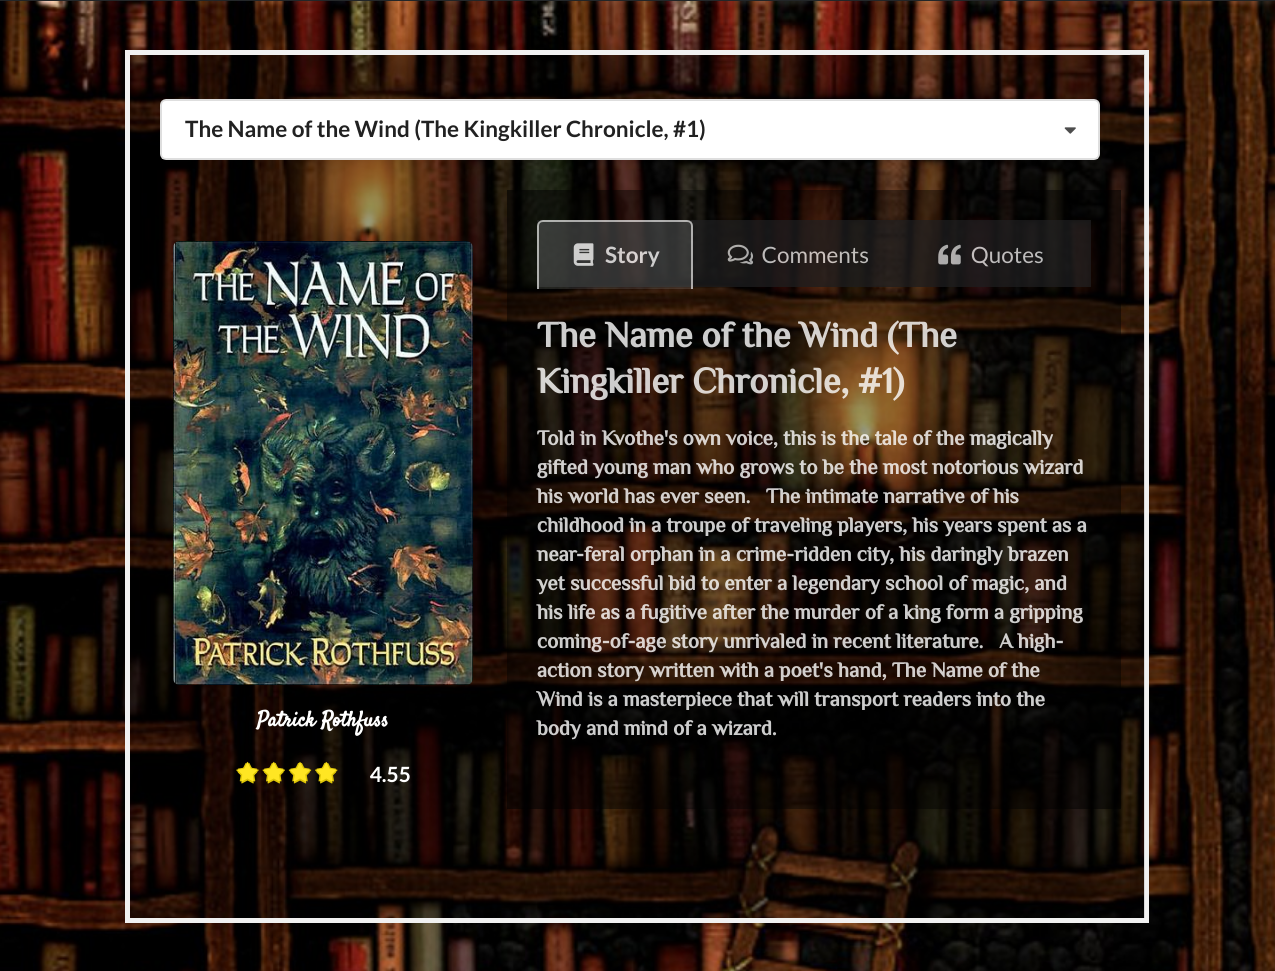 The Name of the Wind (The Kingkiller Chronicle, #1)
THE NAME OF
THE WIND
PATRICK ROTHFUSS
Patrick Rothfuss
4.55
Story
Comments
Quotes
The Name of the Wind (The
Kingkiller Chronicle, #1)
Told in Kvothe's own voice, this is the tale of the magically
gifted young man who grows to be the most notorious wizard
his world has ever seen.   The intimate narrative of his
childhood in a troupe of traveling players, his years spent as a
near-feral orphan in a crime-ridden city, his daringly brazen
yet successful bid to enter a legendary school of magic, and
his life as a fugitive after the murder of a king form a gripping
coming-of-age story unrivaled in recent literature.   A high-
action story written with a poet's hand, The Name of the
Wind is a masterpiece that will transport readers into the
body and mind of a wizard.